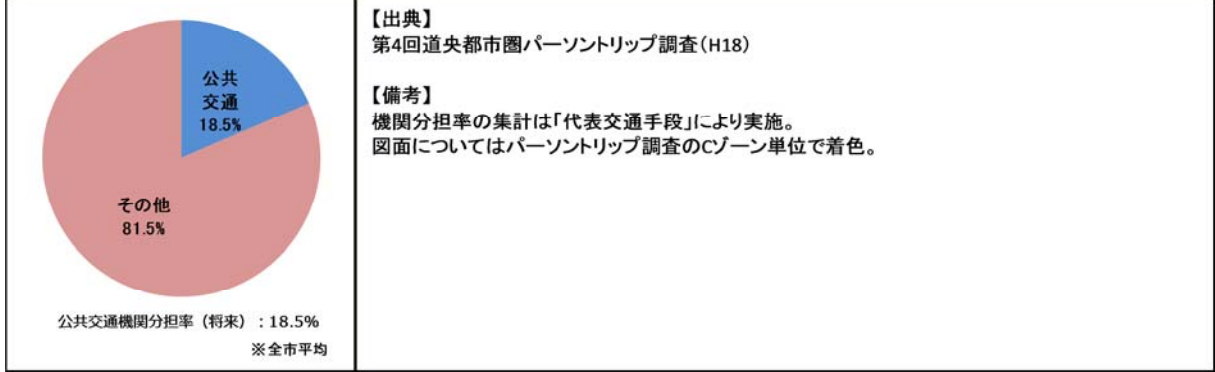 公共
交通
18.5%
その他
81.5%
公共交通機関分担率（将来）：18.5%
※全市平均
【出典】
第4回道央都市圏パーソントリップ調査（H18）
【備考】
機関分担率の集計は「代表交通手段」により実施。
図面についてはパーソントリップ調査のCゾーン単位で着色。